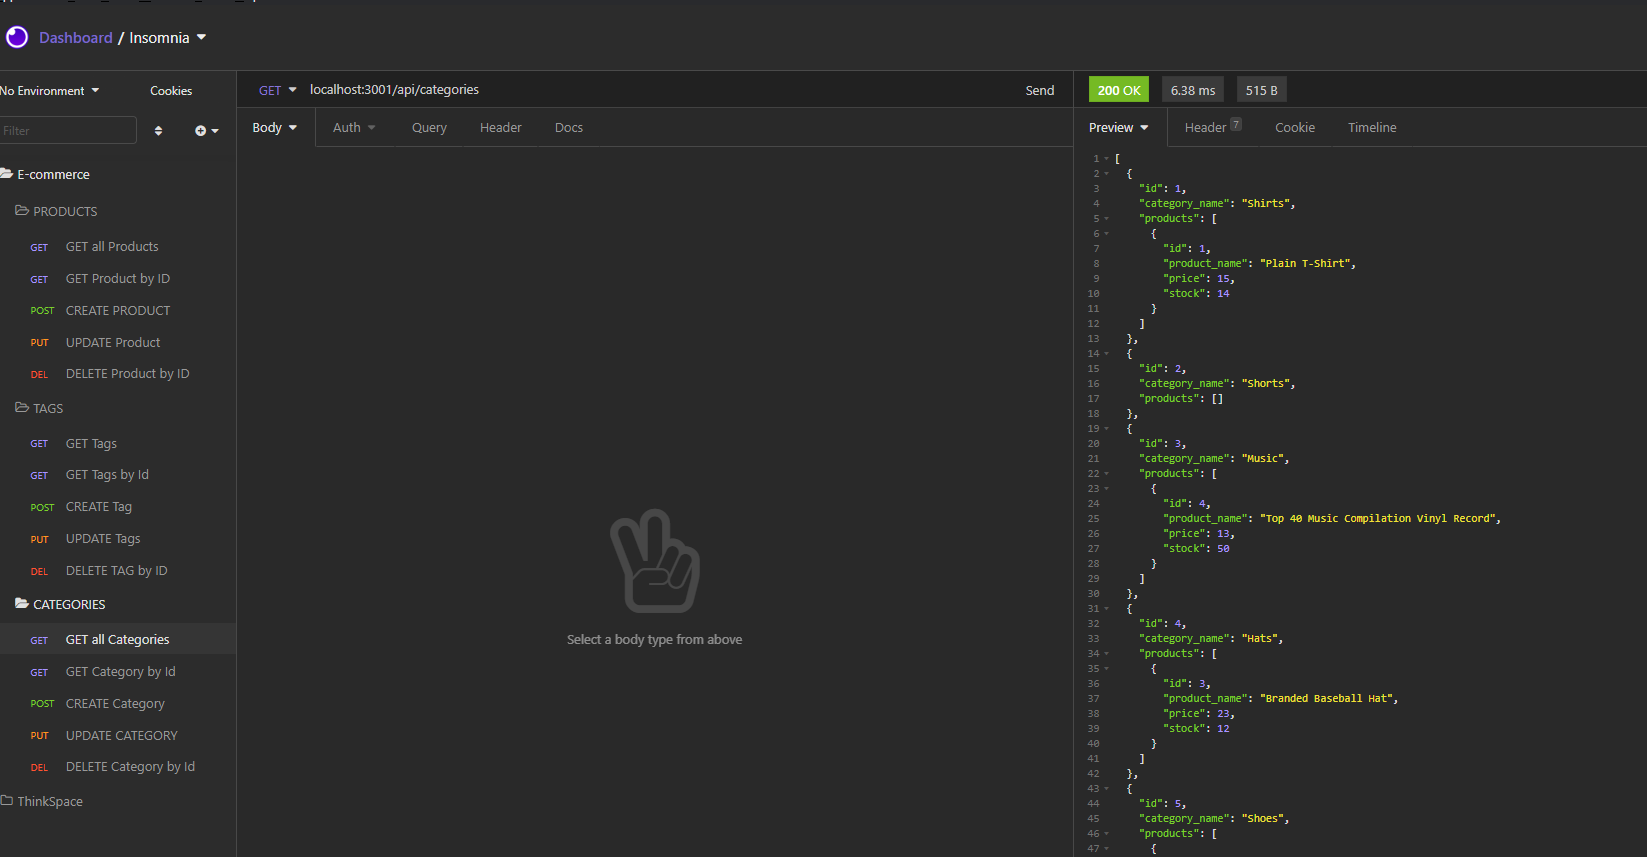 Dashboard / Insomnia
No Environment
Cookies
Filter
E-commerce
PRODUCTS
GET GET all Products
GET GET Product by ID
POST CREATE PRODUCT
PUT UPDATE Product
DEL DELETE Product by ID
TAGS
GET GET Tags
GET GET Tags by Id
POST CREATE Tag
PUT UPDATE Tags
DEL DELETE TAG by ID
CATEGORIES
GET GET all Categories
GET GET Category by Id
POST CREATE Category
PUT UPDATE CATEGORY
DEL DELETE Category by Id
ThinkSpace
GET localhost:3001/api/categories Send
Body Auth Query Header Docs
Select a body type from above
200 OK 6.38 ms 515 B
Preview Header 7 Cookie Timeline
1 [
2 {
3 "id": 1,
4 "category_name": "Shirts",
5 "products": [
6 {
7 "id": 1,
8 "product_name": "Plain T-Shirt",
9 "price": 15,
10 "stock": 14
11 }
12 ]
13 },
14 {
15 "id": 2,
16 "category_name": "Shorts",
17 "products": []
18 },
19 {
20 "id": 3,
21 "category_name": "Music",
22 "products": [
23 {
24 "id": 4,
25 "product_name": "Top 40 Music Compilation Vinyl Record",
26 "price": 13,
27 "stock": 50
28 }
29 ]
30 },
31 {
32 "id": 4,
33 "category_name": "Hats",
34 "products": [
35 {
36 "id": 3,
37 "product_name": "Branded Baseball Hat",
38 "price": 23,
39 "stock": 12
40 }
41 ]
42 },
43 {
44 "id": 5,
45 "category_name": "Shoes",
46 "products": [
47 {